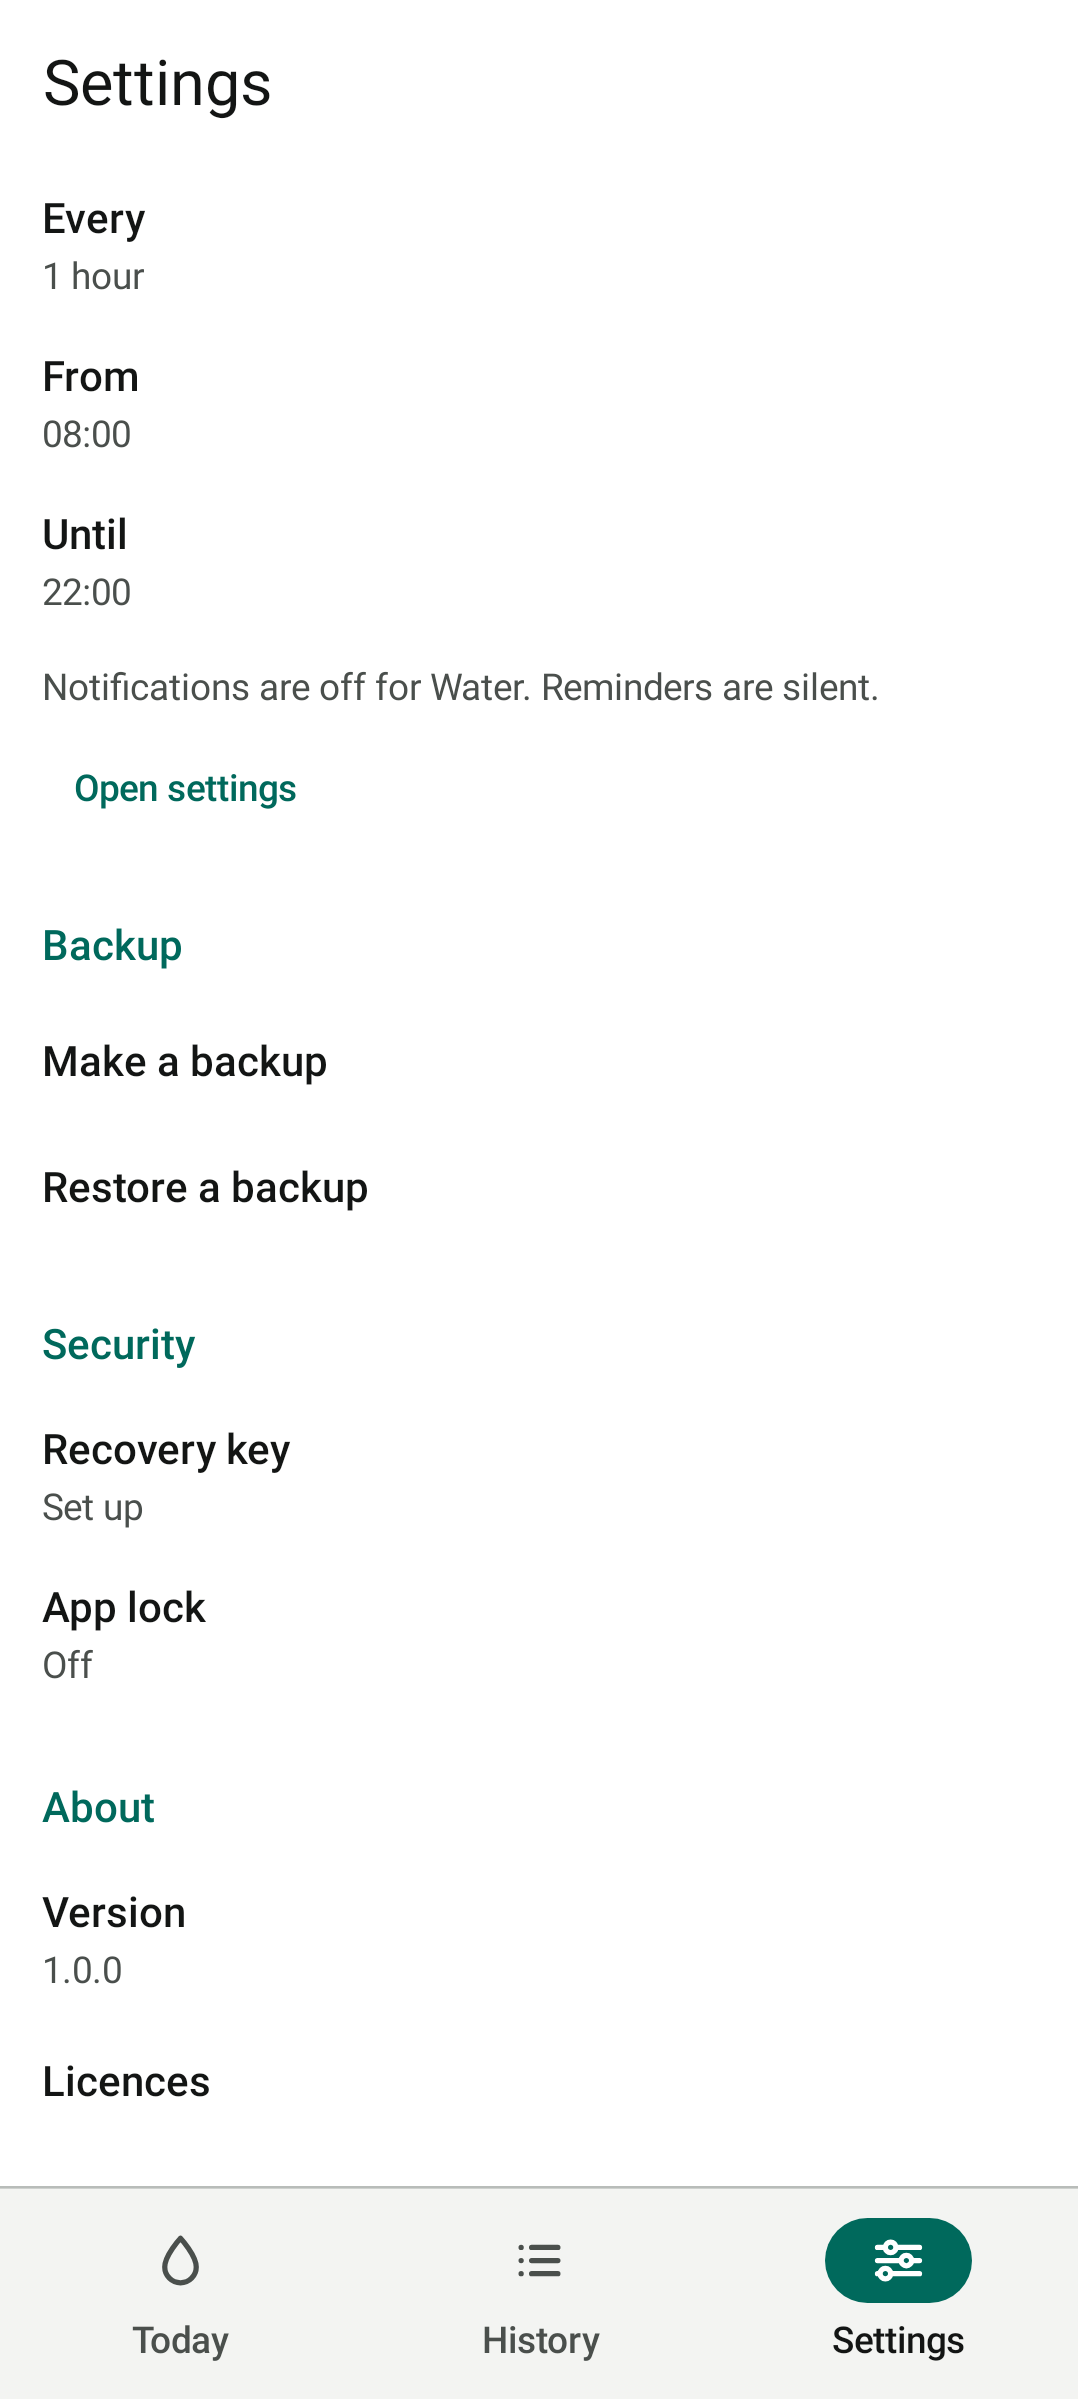 Settings
Every
1 hour
From
08:00
Until
22:00
Notifications are off for Water. Reminders are silent.
Open settings
Backup
Make a backup
Restore a backup
Security
Recovery key
Set up
App lock
Off
About
Version
1.0.0
Licences
Today
History
Settings